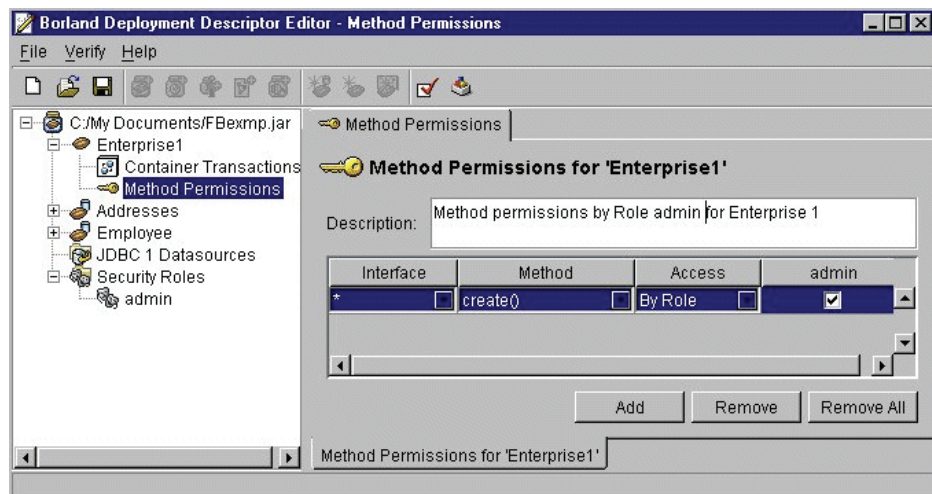 Borland Deployment Descriptor Editor - Method Permissions
File Verify Help
C:/My Documents/FBexmp.jar
Enterprise1
Container Transactions
Method Permissions
Addresses
Employee
JDBC 1 Datasources
Security Roles
admin
Method Permissions
Method Permissions for 'Enterprise1'
Description: Method permissions by Role admin for Enterprise 1
Interface Method Access admin
* create() By Role
Add Remove Remove All
Method Permissions for 'Enterprise1'